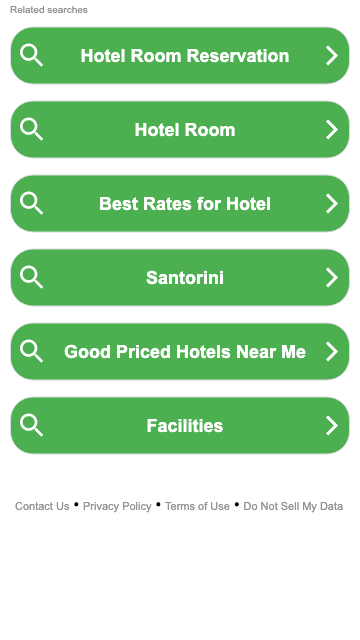 Related searches
Hotel Room Reservation
Hotel Room
Best Rates for Hotel
Santorini
Good Priced Hotels Near Me
Facilities
Contact Us • Privacy Policy • Terms of Use • Do Not Sell My Data